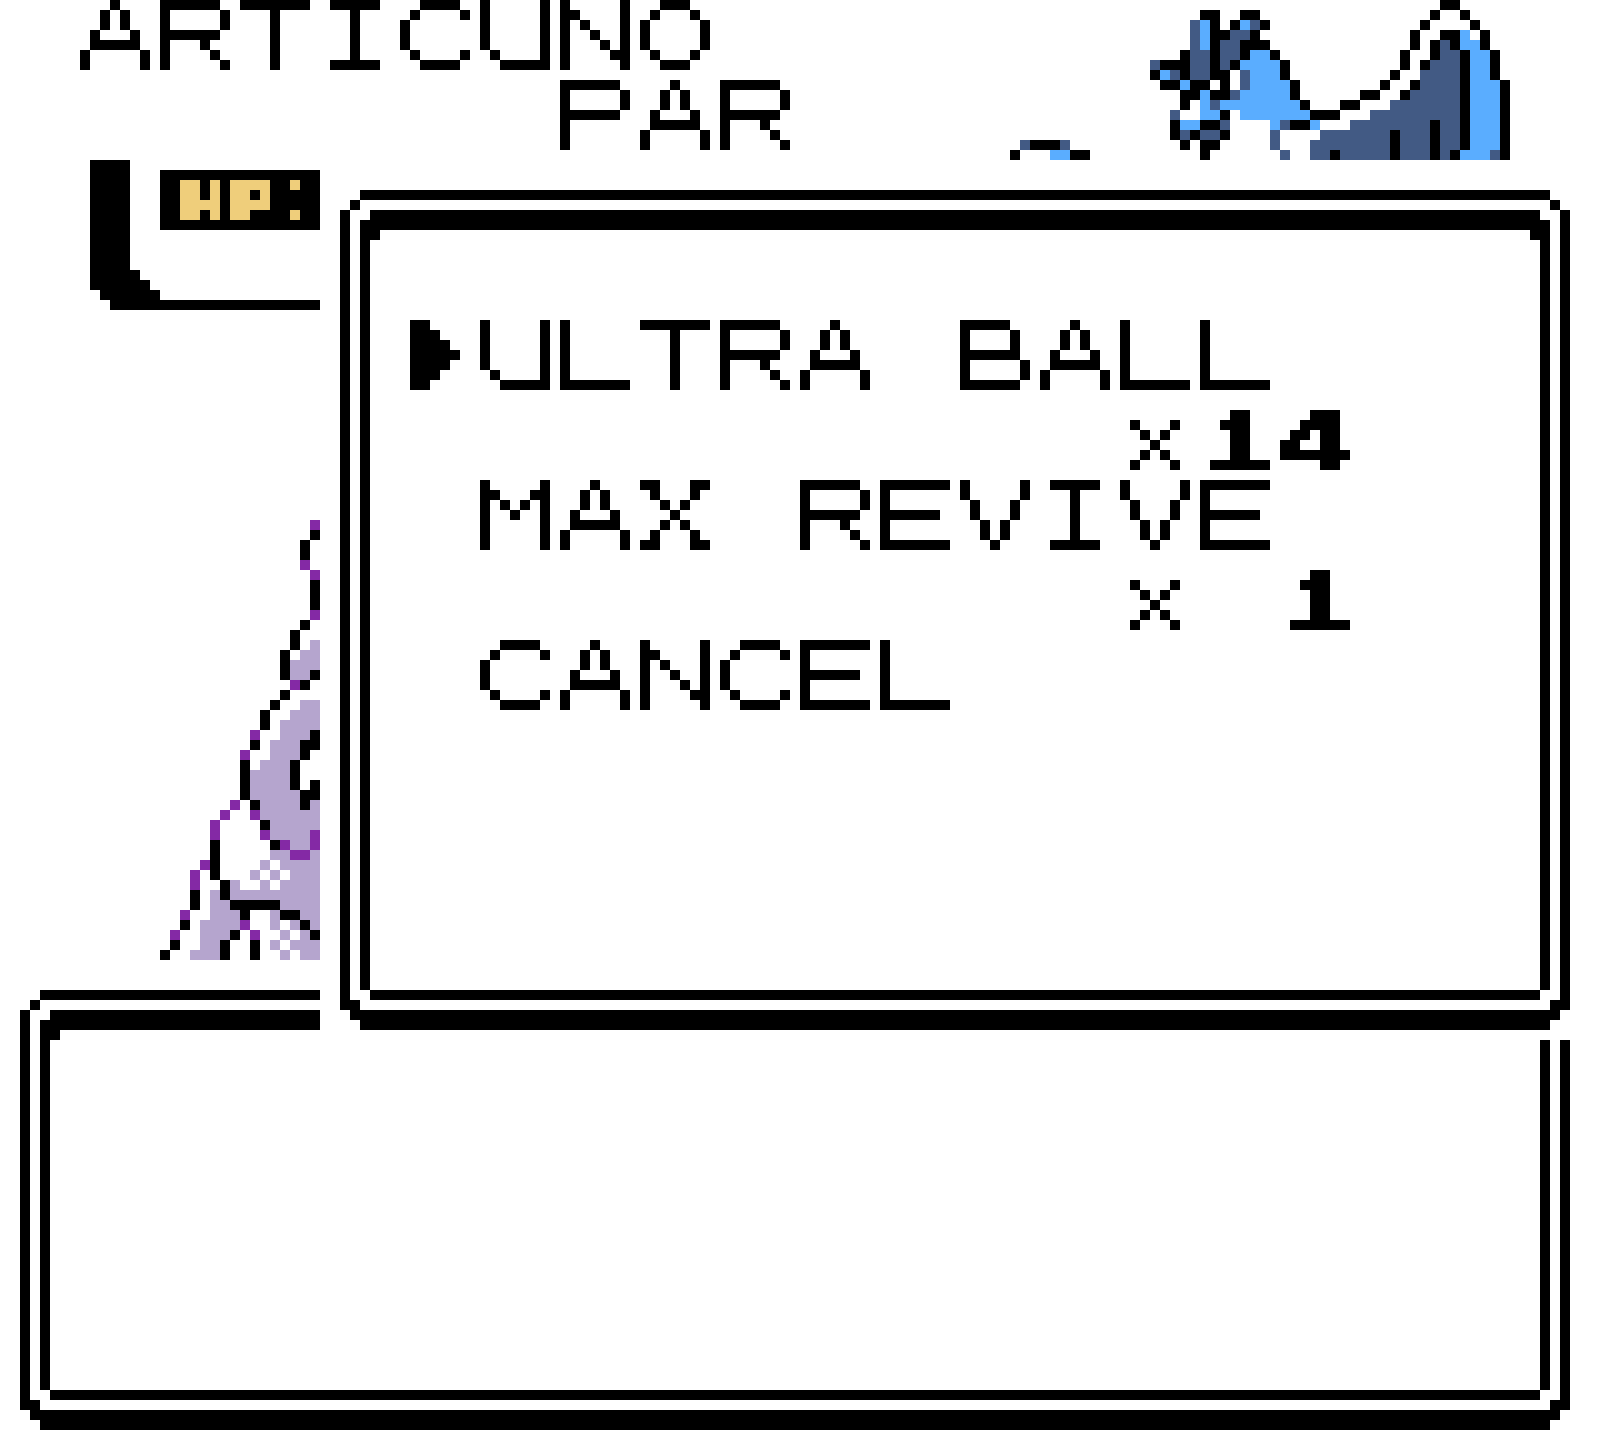 ARTICUNO
PAR
HP:
▶ULTRA BALL
×14
MAX REVIVE
× 1
CANCEL